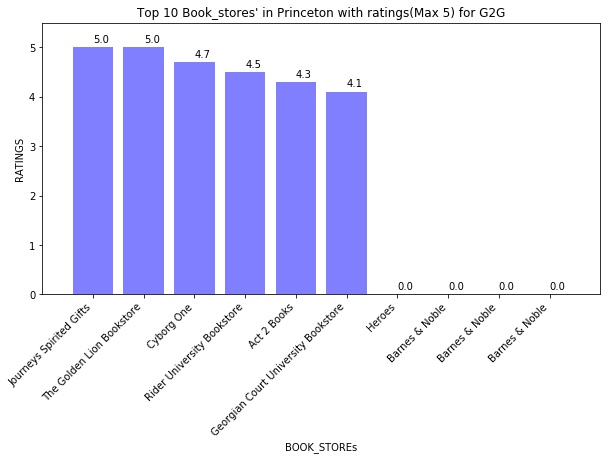 Top 10 Book_stores' in Princeton with ratings(Max 5) for G2G
RATINGS
5
4
3
2
1
0
5.0
5.0
4.7
4.5
4.3
4.1
0.0
0.0
0.0
0.0
Journeys Spirited Gifts
The Golden Lion Bookstore
Cyborg One
Rider University Bookstore
Act 2 Books
Georgian Court University Bookstore
Heroes
Barnes & Noble
Barnes & Noble
Barnes & Noble
BOOK_STOREs